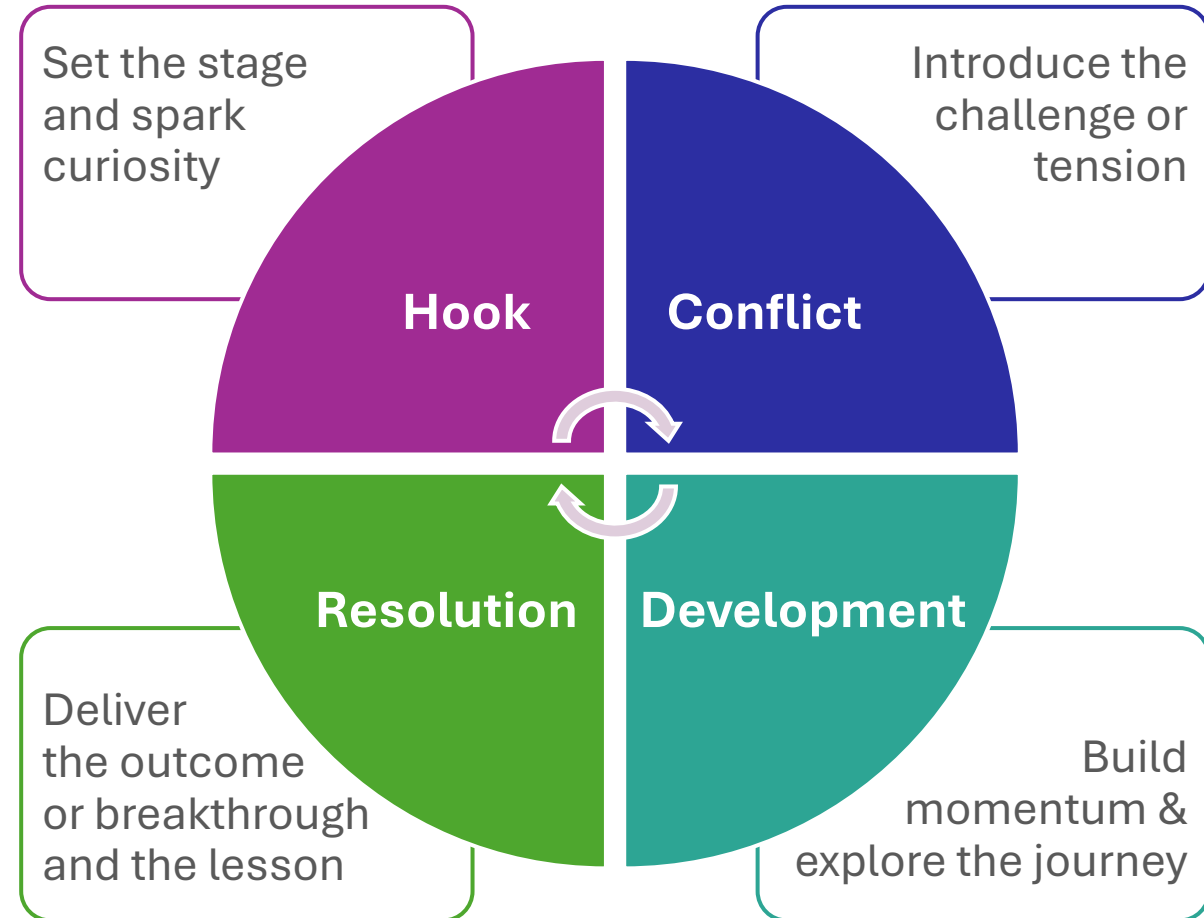 Set the stage
and spark
curiosity
Introduce the
challenge or
tension
Hook
Conflict
Resolution
Development
Deliver
the outcome
or breakthrough
and the lesson
Build
momentum &
explore the journey